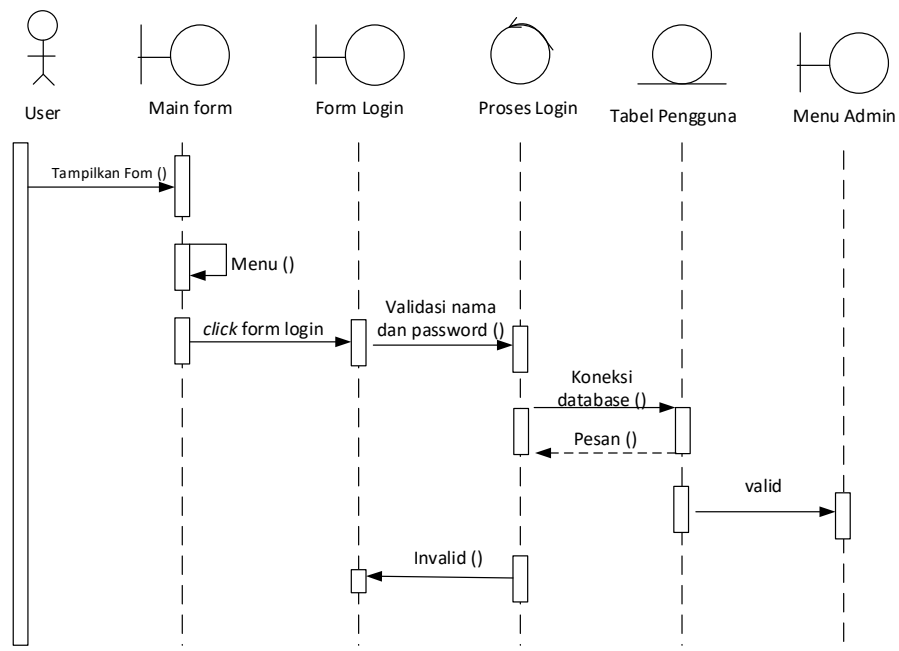 User
Main form
Form Login
Proses Login
Tabel Pengguna
Menu Admin
Tampilkan Fom ()
Menu ()
click form login
Validasi nama
dan password ()
Koneksi
database ()
Pesan ()
valid
Invalid ()